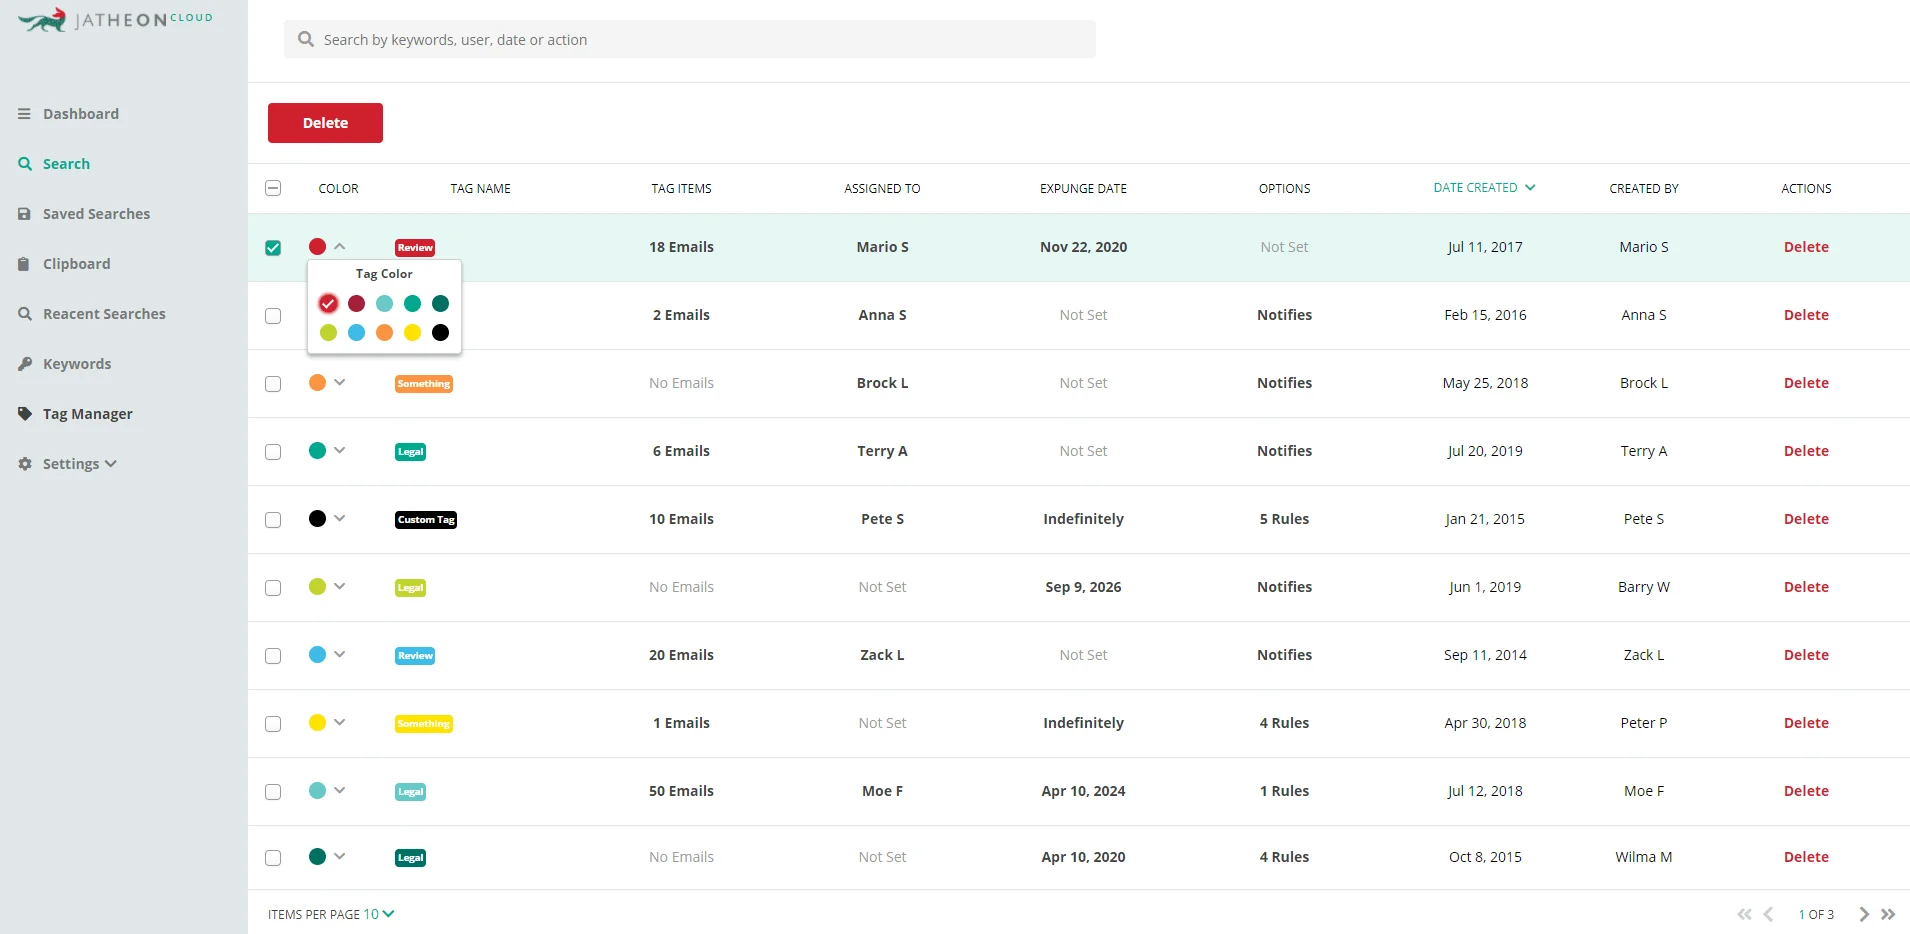 JATHEON CLOUD
Search by keywords, user, date or action
Dashboard
Search
Saved Searches
Clipboard
Reacent Searches
Keywords
Tag Manager
Settings
Delete
COLOR TAG NAME TAG ITEMS ASSIGNED TO EXPUNGE DATE OPTIONS DATE CREATED CREATED BY ACTIONS
Review 18 Emails Mario S Nov 22, 2020 Not Set Jul 11, 2017 Mario S Delete
Tag Color
2 Emails Anna S Not Set Notifies Feb 15, 2016 Anna S Delete
Something No Emails Brock L Not Set Notifies May 25, 2018 Brock L Delete
Legal 6 Emails Terry A Not Set Notifies Jul 20, 2019 Terry A Delete
Custom Tag 10 Emails Pete S Indefinitely 5 Rules Jan 21, 2015 Pete S Delete
Legal No Emails Not Set Sep 9, 2026 Notifies Jun 1, 2019 Barry W Delete
Review 20 Emails Zack L Not Set Notifies Sep 11, 2014 Zack L Delete
Something 1 Emails Not Set Indefinitely 4 Rules Apr 30, 2018 Peter P Delete
Legal 50 Emails Moe F Apr 10, 2024 1 Rules Jul 12, 2018 Moe F Delete
Legal No Emails Not Set Apr 10, 2020 4 Rules Oct 8, 2015 Wilma M Delete
ITEMS PER PAGE 10 1 OF 3